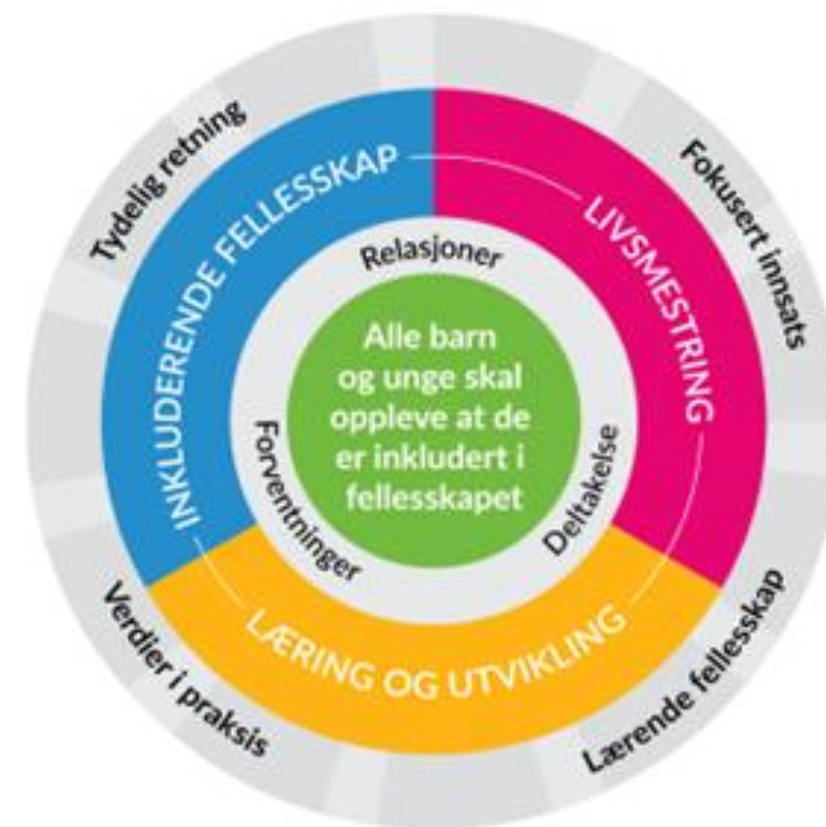 Tydelig retning
Fokusert innsats
INKLUDERENDE FELLESSKAP
LIVSMESTRING
Relasjoner
Alle barn
og unge skal
oppleve at de
er inkludert i
fellesskapet
Forventninger
Deltakelse
LÆRING OG UTVIKLING
Verdier i praksis
Lærende fellesskap